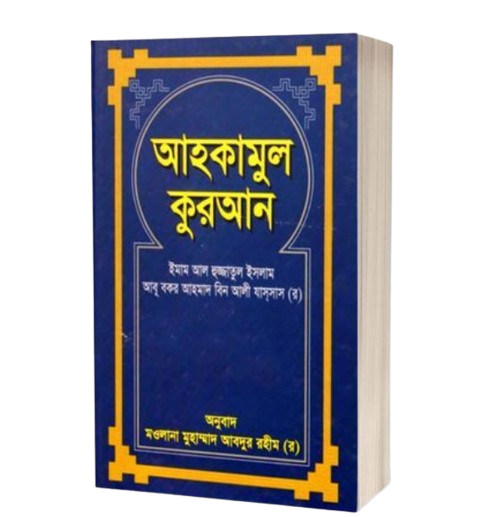 আহকামুল
কুরআন
ইমাম আল হুজ্জাতুল ইসলাম
আবূ বকর আহমাদ বিন আলী যাস্সাস (র)
অনুবাদ
মওলানা মুহাম্মাদ আবদুর রহীম (র)